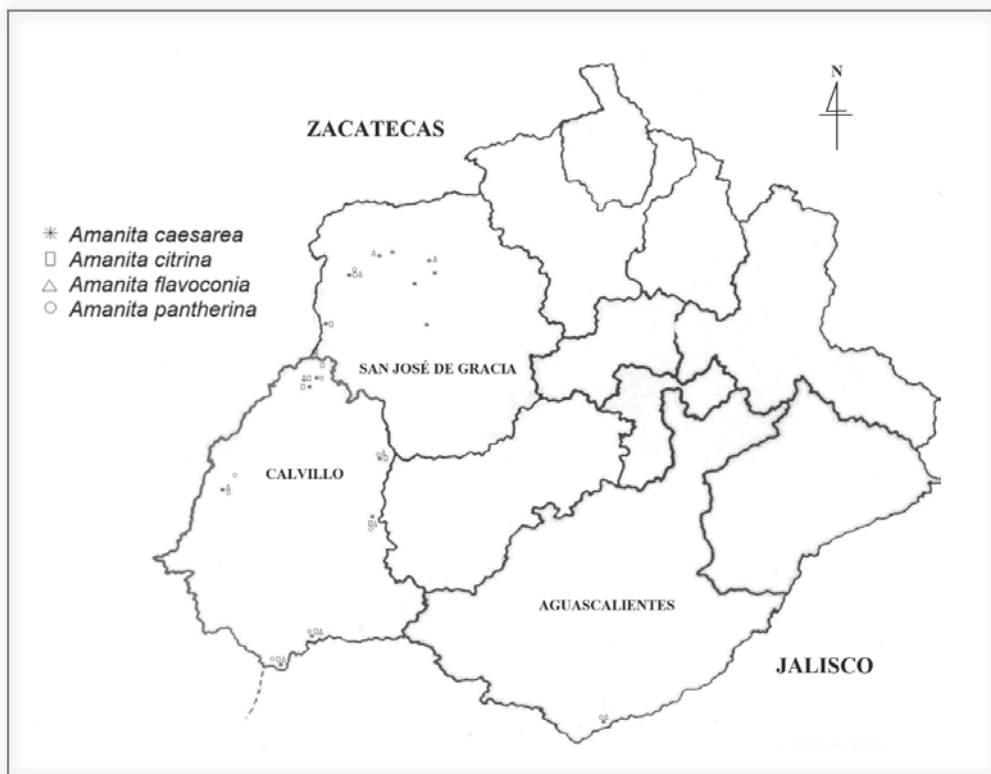 N
ZACATECAS
Amanita caesarea
Amanita citrina
Amanita flavoconia
Amanita pantherina
SAN JOSÉ DE GRACIA
CALVILLO
AGUASCALIENTES
JALISCO